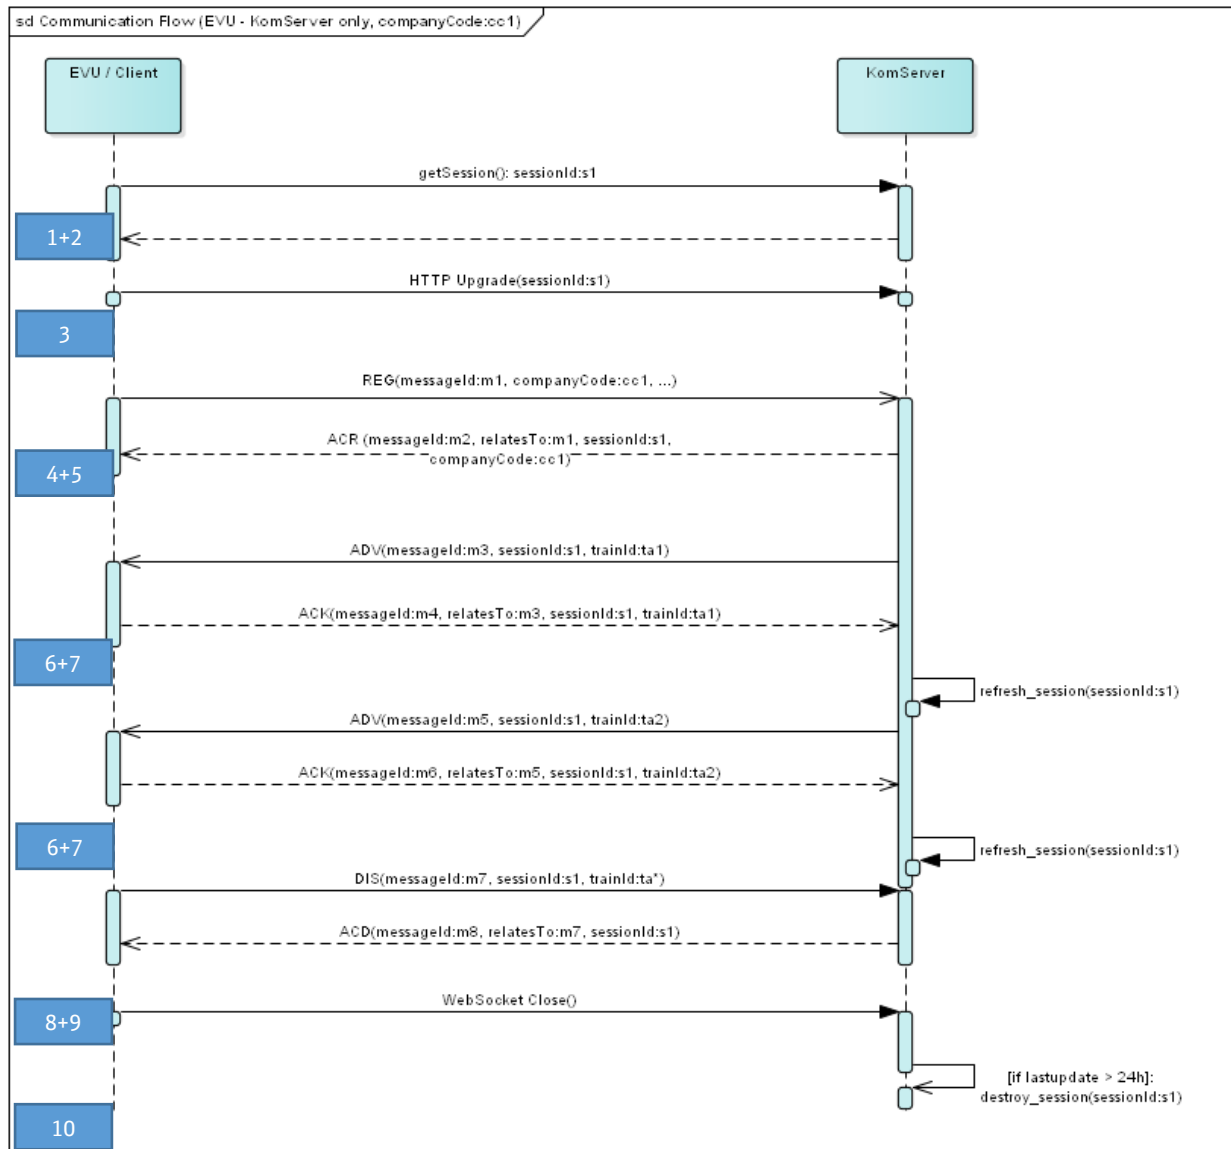 sd Communication Flow (EVU - KomServer only, companyCode:cc1)
EVU / Client
KomServer
getSession(): sessionId:s1
1+2
HTTP Upgrade(sessionId:s1)
3
REG(messageId:m1, companyCode:cc1, ...)
ACR (messageId:m2, relatesTo:m1, sessionId:s1,
companyCode:cc1)
4+5
ADV(messageId:m3, sessionId:s1, trainId:ta1)
ACK(messageId:m4, relatesTo:m3, sessionId:s1, trainId:ta1)
6+7
refresh_session(sessionId:s1)
ADV(messageId:m5, sessionId:s1, trainId:ta2)
ACK(messageId:m6, relatesTo:m5, sessionId:s1, trainId:ta2)
6+7
refresh_session(sessionId:s1)
DIS(messageId:m7, sessionId:s1, trainId:ta*)
ACD(messageId:m8, relatesTo:m7, sessionId:s1)
WebSocket Close()
8+9
[if lastupdate > 24h]:
destroy_session(sessionId:s1)
10